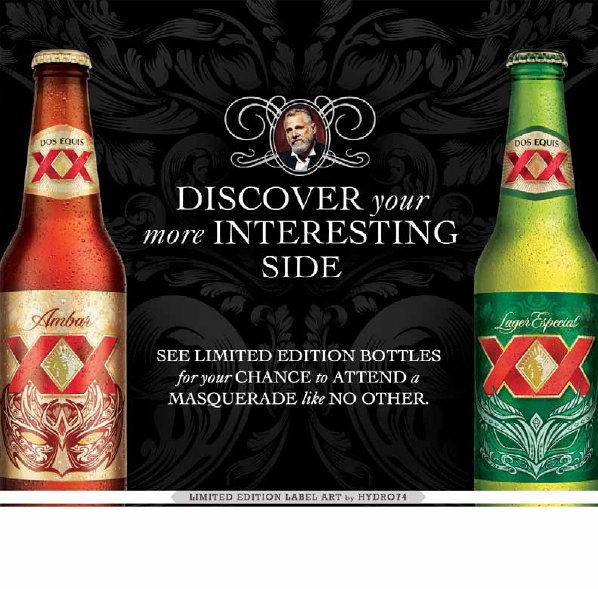 DOS EQUIS
XX
DOS EQUIS
XX
DISCOVER your
more INTERESTING
SIDE
Ambar
XX
Lager Especial
XX
SEE LIMITED EDITION BOTTLES
for your CHANCE to ATTEND a
MASQUERADE like NO OTHER.
LIMITED EDITION LABEL ART by HYDRO74